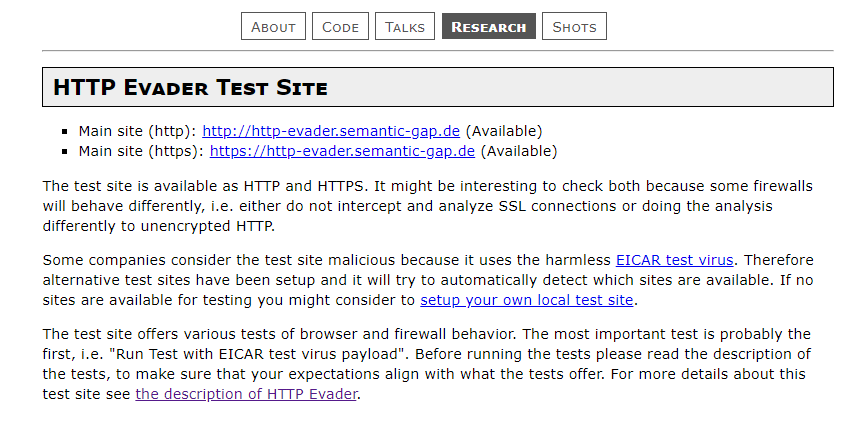 About Code Talks Research Shots
HTTP Evader Test Site
Main site (http): http://http-evader.semantic-gap.de (Available)
Main site (https): https://http-evader.semantic-gap.de (Available)
The test site is available as HTTP and HTTPS. It might be interesting to check both because some firewalls
will behave differently, i.e. either do not intercept and analyze SSL connections or doing the analysis
differently to unencrypted HTTP.
Some companies consider the test site malicious because it uses the harmless EICAR test virus. Therefore
alternative test sites have been setup and it will try to automatically detect which sites are available. If no
sites are available for testing you might consider to setup your own local test site.
The test site offers various tests of browser and firewall behavior. The most important test is probably the
first, i.e. "Run Test with EICAR test virus payload". Before running the tests please read the description of
the tests, to make sure that your expectations align with what the tests offer. For more details about this
test site see the description of HTTP Evader.